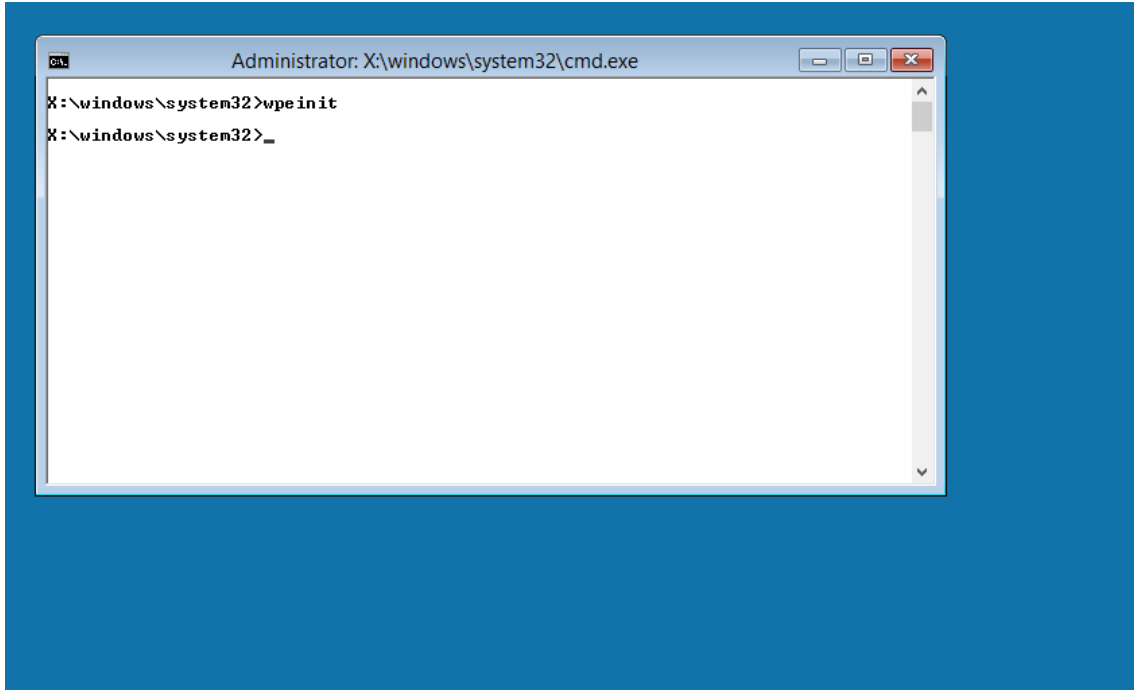 Administrator: X:\windows\system32\cmd.exe
X:\windows\system32>wpeinit
X:\windows\system32>_